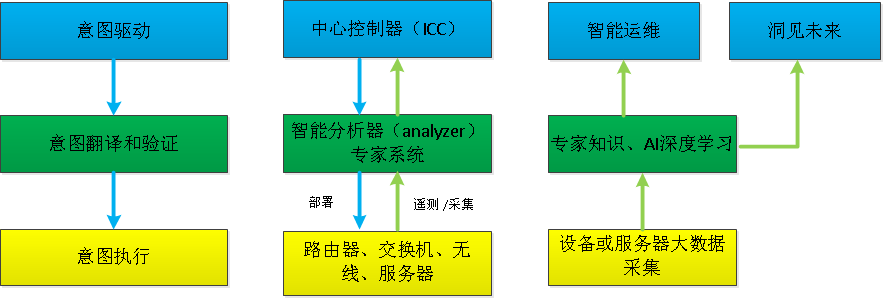 意图驱动
中心控制器（ICC）
智能运维
洞见未来
意图翻译和验证
智能分析器（analyzer）
专家系统
专家知识、AI深度学习
部署
遥测 /采集
意图执行
路由器、交换机、无
线、服务器
设备或服务器大数据
采集